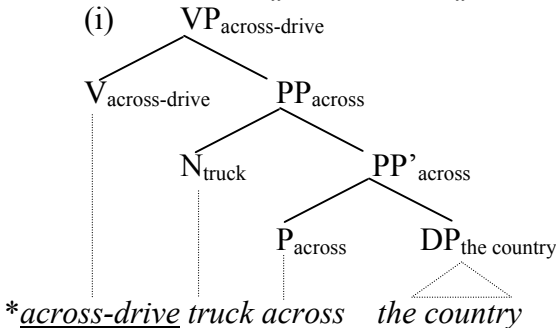 (i) VP across-drive
V across-drive PP across
N truck PP' across
P across DP the country
*across-drive truck across the country